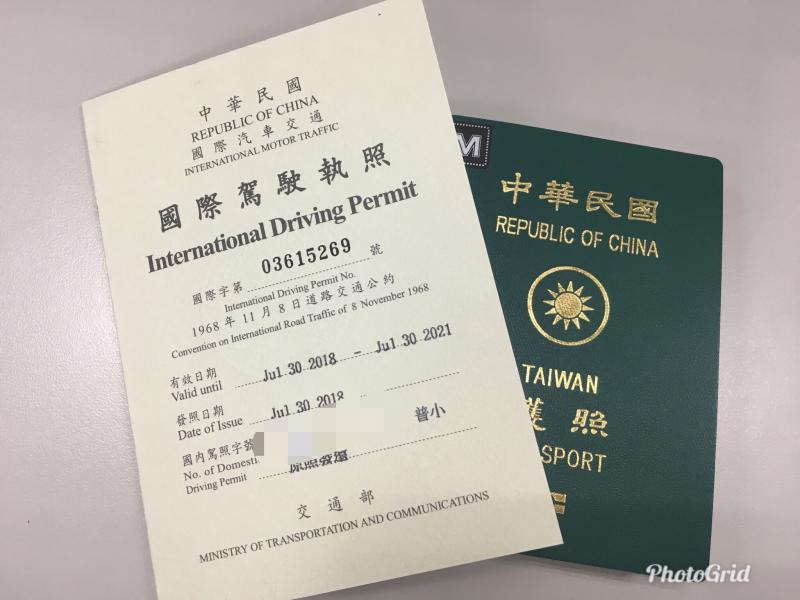 中華民國
REPUBLIC OF CHINA
國際汽車交通
INTERNATIONAL MOTOR TRAFFIC
國際駕駛執照
International Driving Permit
國際字第 03615269 號
International Driving Permit No.
1968年11月8日道路交通公約
Convention on International Road Traffic of 8 November 1968
有效日期
Valid until Jul 30 2018 - Jul 30 2021
發照日期
Date of Issue Jul 30 2018
國內駕照字號 普小
No. of Domesti
Driving Permit
交通部
MINISTRY OF TRANSPORTATION AND COMMUNICATIONS
M
中華民國
REPUBLIC OF CHINA
TAIWAN
護照
SPORT
PhotoGrid